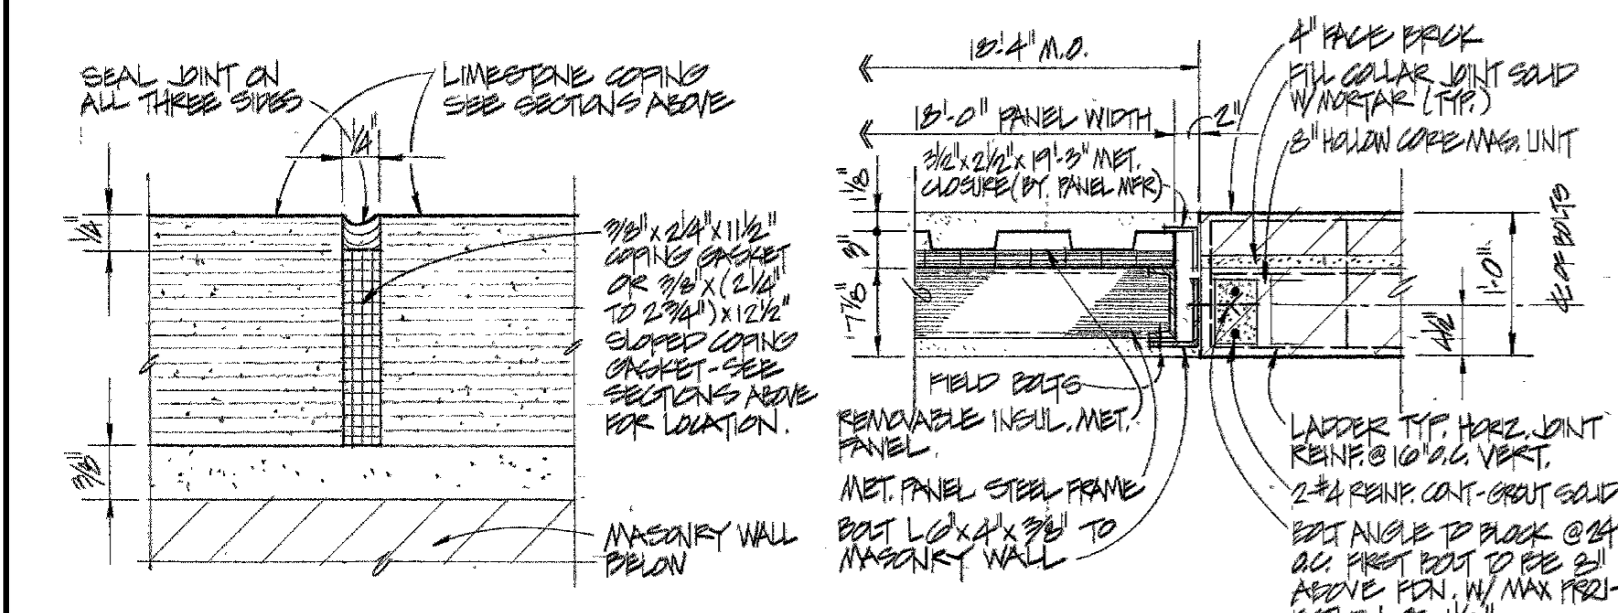 SEAL JOINT ON
ALL THREE SIDES
LIMESTONE COPING
SEE SECTIONS ABOVE
1/4"
1/4"
3/8"
3/8" x 2 1/4" x 11 1/2"
COPING GASKET
OR 3/8" x (2 1/4"
TO 2 3/4") x 12 1/2"
SLOPED COPING
GASKET-SEE
SECTIONS ABOVE
FOR LOCATION.
MASONRY WALL
BELOW
18'-4" M.O.
18'-0" PANEL WIDTH
2"
3 1/2" x 2 1/2" x 19'-3" MET.
CLOSURE (BY PANEL MFR)
1 1/8"
3"
7 7/8"
FIELD BOLTS
REMOVABLE INSUL. MET.
PANEL.
MET. PANEL STEEL FRAME
BOLT L 6" x 4" x 3/8" TO
MASONRY WALL
4" FACE BRICK
FILL COLLAR JOINT SOLID
W/ MORTAR (TYP.)
8" HOLLOW CORE MAS. UNIT
1'-0"
4 1/2"
℄ OF BOLTS
LADDER TYP. HORZ. JOINT
REINF. @ 16" O.C. VERT.
2-#4 REINF. CONT-GROUT SOLID
BOLT ANGLE TO BLOCK @ 24
O.C. FIRST BOLT TO BE 8"
ABOVE FDN. W/ MAX PROJ-